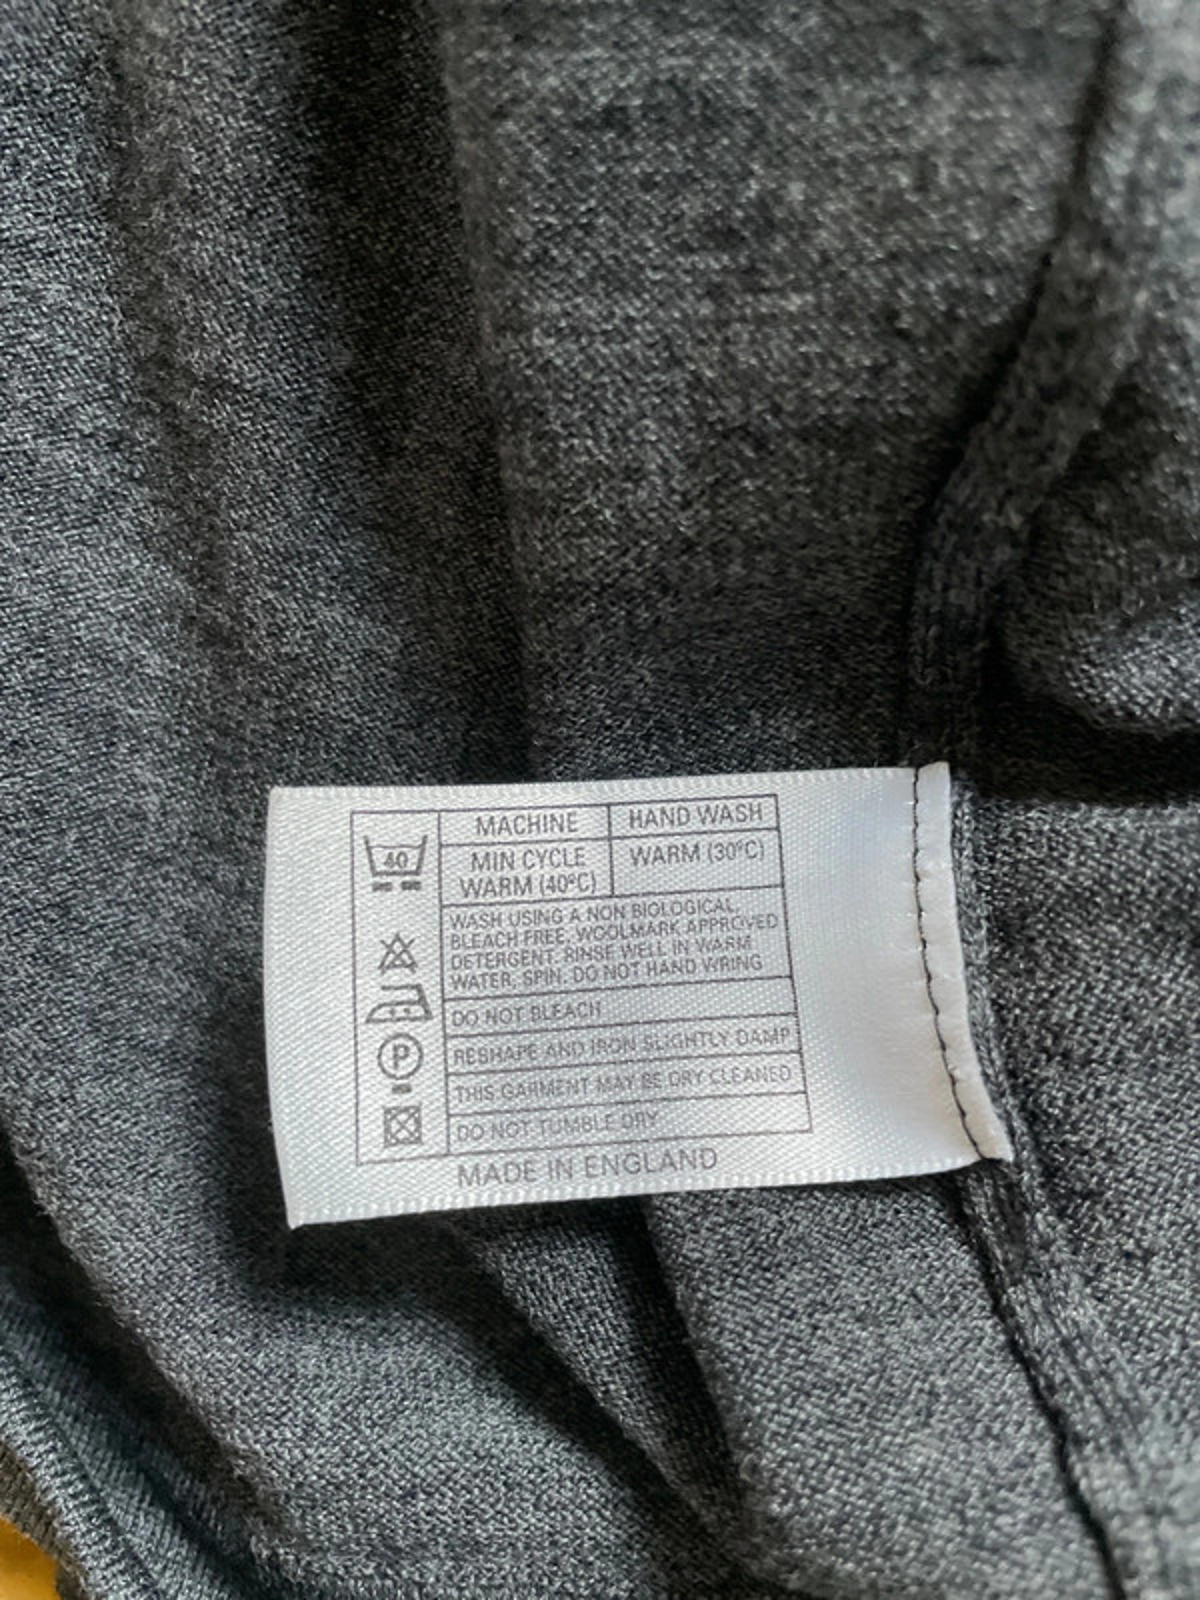 MACHINE HAND WASH
40
MIN CYCLE WARM (30ºC)
WARM (40ºC)
WASH USING A NON BIOLOGICAL,
BLEACH FREE, WOOLMARK APPROVED
DETERGENT. RINSE WELL IN WARM
WATER, SPIN. DO NOT HAND WRING
DO NOT BLEACH
RESHAPE AND IRON SLIGHTLY DAMP
P
THIS GARMENT MAY BE DRY CLEANED
DO NOT TUMBLE DRY
MADE IN ENGLAND